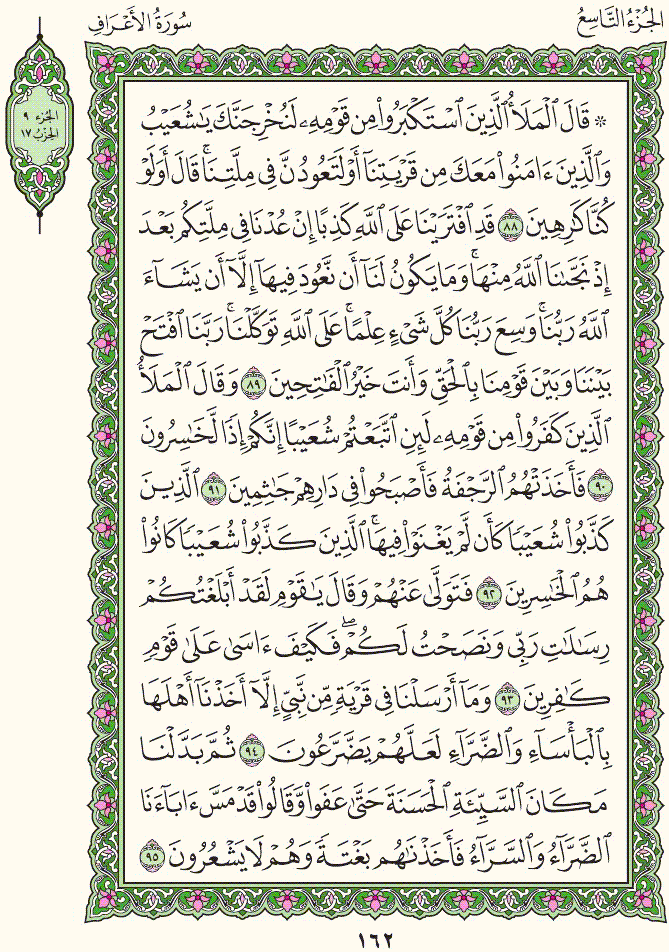 الجُزْءُ التَّاسِعُ
سُورَةُ الأَعْرَافِ
الجزء ٩
الحزب ١٧
۞ قَالَ ٱلْمَلَأُ ٱلَّذِينَ ٱسْتَكْبَرُوا۟ مِن قَوْمِهِۦ لَنُخْرِجَنَّكَ يَـٰشُعَيْبُ
وَٱلَّذِينَ ءَامَنُوا۟ مَعَكَ مِن قَرْيَتِنَآ أَوْ لَتَعُودُنَّ فِى مِلَّتِنَا ۚ قَالَ أَوَلَوْ
كُنَّا كَـٰرِهِينَ ٨٨ قَدِ ٱفْتَرَيْنَا عَلَى ٱللَّهِ كَذِبًا إِنْ عُدْنَا فِى مِلَّتِكُم بَعْدَ
إِذْ نَجَّىٰنَا ٱللَّهُ مِنْهَا ۚ وَمَا يَكُونُ لَنَآ أَن نَّعُودَ فِيهَآ إِلَّآ أَن يَشَآءَ
ٱللَّهُ رَبُّنَا ۚ وَسِعَ رَبُّنَا كُلَّ شَىْءٍ عِلْمًا ۚ عَلَى ٱللَّهِ تَوَكَّلْنَا ۚ رَبَّنَا ٱفْتَحْ
بَيْنَنَا وَبَيْنَ قَوْمِنَا بِٱلْحَقِّ وَأَنتَ خَيْرُ ٱلْفَـٰتِحِينَ ٨٩ وَقَالَ ٱلْمَلَأُ
ٱلَّذِينَ كَفَرُوا۟ مِن قَوْمِهِۦ لَئِنِ ٱتَّبَعْتُمْ شُعَيْبًا إِنَّكُمْ إِذًا لَّخَـٰسِرُونَ
٩٠ فَأَخَذَتْهُمُ ٱلرَّجْفَةُ فَأَصْبَحُوا۟ فِى دَارِهِمْ جَـٰثِمِينَ ٩١ ٱلَّذِينَ
كَذَّبُوا۟ شُعَيْبًا كَأَن لَّمْ يَغْنَوْا۟ فِيهَا ۚ ٱلَّذِينَ كَذَّبُوا۟ شُعَيْبًا كَانُوا۟
هُمُ ٱلْخَـٰسِرِينَ ٩٢ فَتَوَلَّىٰ عَنْهُمْ وَقَالَ يَـٰقَوْمِ لَقَدْ أَبْلَغْتُكُمْ
رِسَـٰلَـٰتِ رَبِّى وَنَصَحْتُ لَكُمْ ۖ فَكَيْفَ ءَاسَىٰ عَلَىٰ قَوْمٍ
كَـٰفِرِينَ ٩٣ وَمَآ أَرْسَلْنَا فِى قَرْيَةٍ مِّن نَّبِىٍّ إِلَّآ أَخَذْنَآ أَهْلَهَا
بِٱلْبَأْسَآءِ وَٱلضَّرَّآءِ لَعَلَّهُمْ يَضَّرَّعُونَ ٩٤ ثُمَّ بَدَّلْنَا
مَكَانَ ٱلسَّيِّئَةِ ٱلْحَسَنَةَ حَتَّىٰ عَفَوا۟ وَّقَالُوا۟ قَدْ مَسَّ ءَابَآءَنَا
ٱلضَّرَّآءُ وَٱلسَّرَّآءُ فَأَخَذْنَـٰهُم بَغْتَةً وَهُمْ لَا يَشْعُرُونَ ٩٥
١٦٢